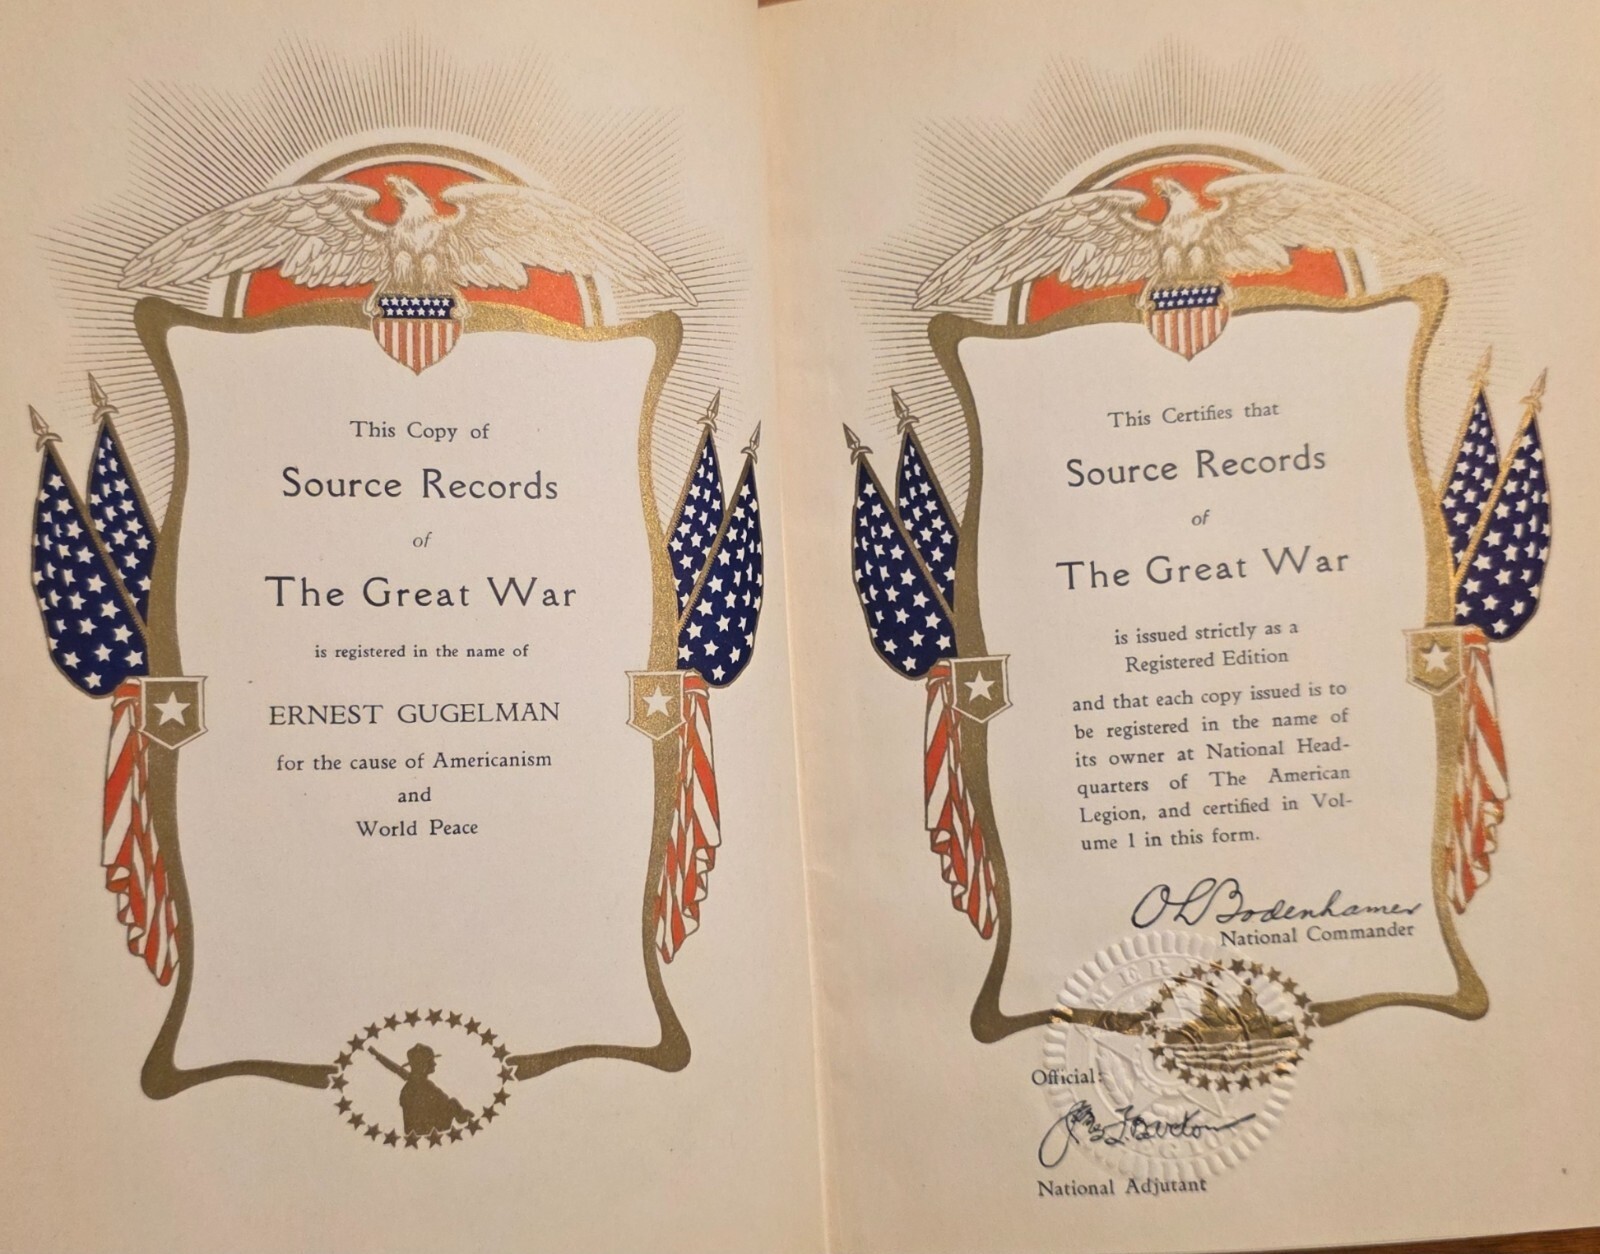 This Copy of
Source Records
of
The Great War
is registered in the name of
ERNEST GUGELMAN
for the cause of Americanism
and
World Peace
This Certifies that
Source Records
of
The Great War
is issued strictly as a
Registered Edition
and that each copy issued is to
be registered in the name of
its owner at National Head-
quarters of The American
Legion, and certified in Vol-
ume 1 in this form.
O L Bodenhamer
National Commander
Official:
Barton
National Adjutant